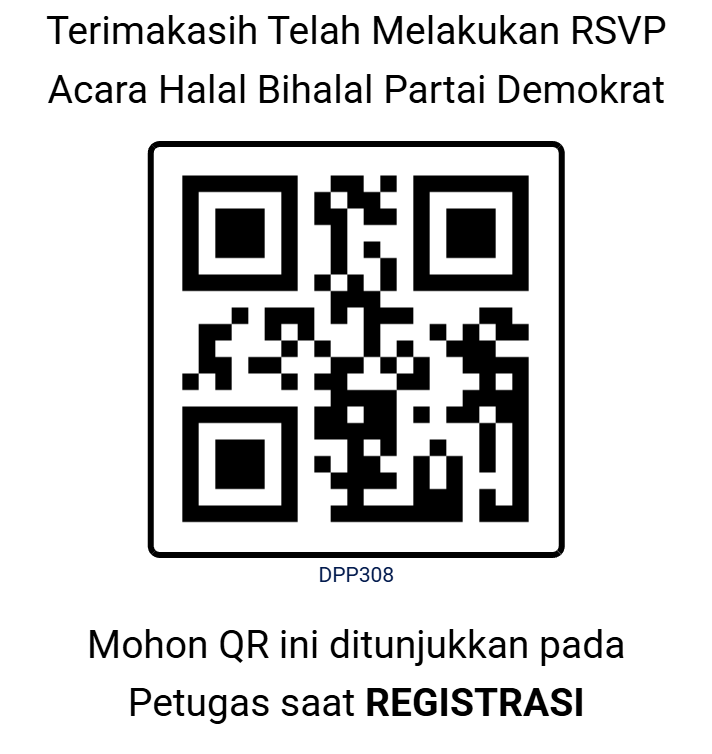 Terimakasih Telah Melakukan RSVP
Acara Halal Bihalal Partai Demokrat
DPP308
Mohon QR ini ditunjukkan pada
Petugas saat REGISTRASI